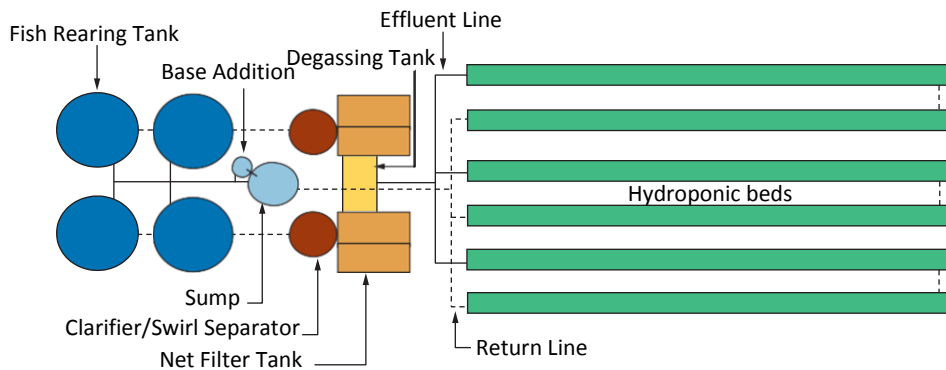 Effluent Line
Fish Rearing Tank
Degassing Tank
Base Addition
Hydroponic beds
Sump
Clarifier/Swirl Separator
Return Line
Net Filter Tank